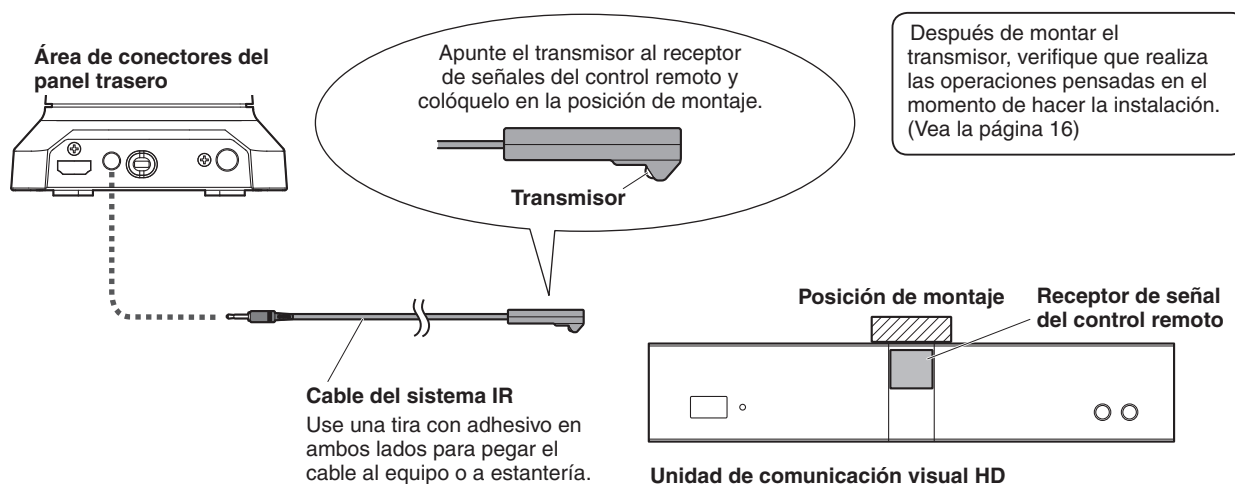 Área de conectores del
panel trasero
Apunte el transmisor al receptor
de señales del control remoto y
colóquelo en la posición de montaje.
Transmisor
Después de montar el
transmisor, verifique que realiza
las operaciones pensadas en el
momento de hacer la instalación.
(Vea la página 16)
Cable del sistema IR
Use una tira con adhesivo en
ambos lados para pegar el
cable al equipo o a estantería.
Posición de montaje
Receptor de señal
del control remoto
Unidad de comunicación visual HD